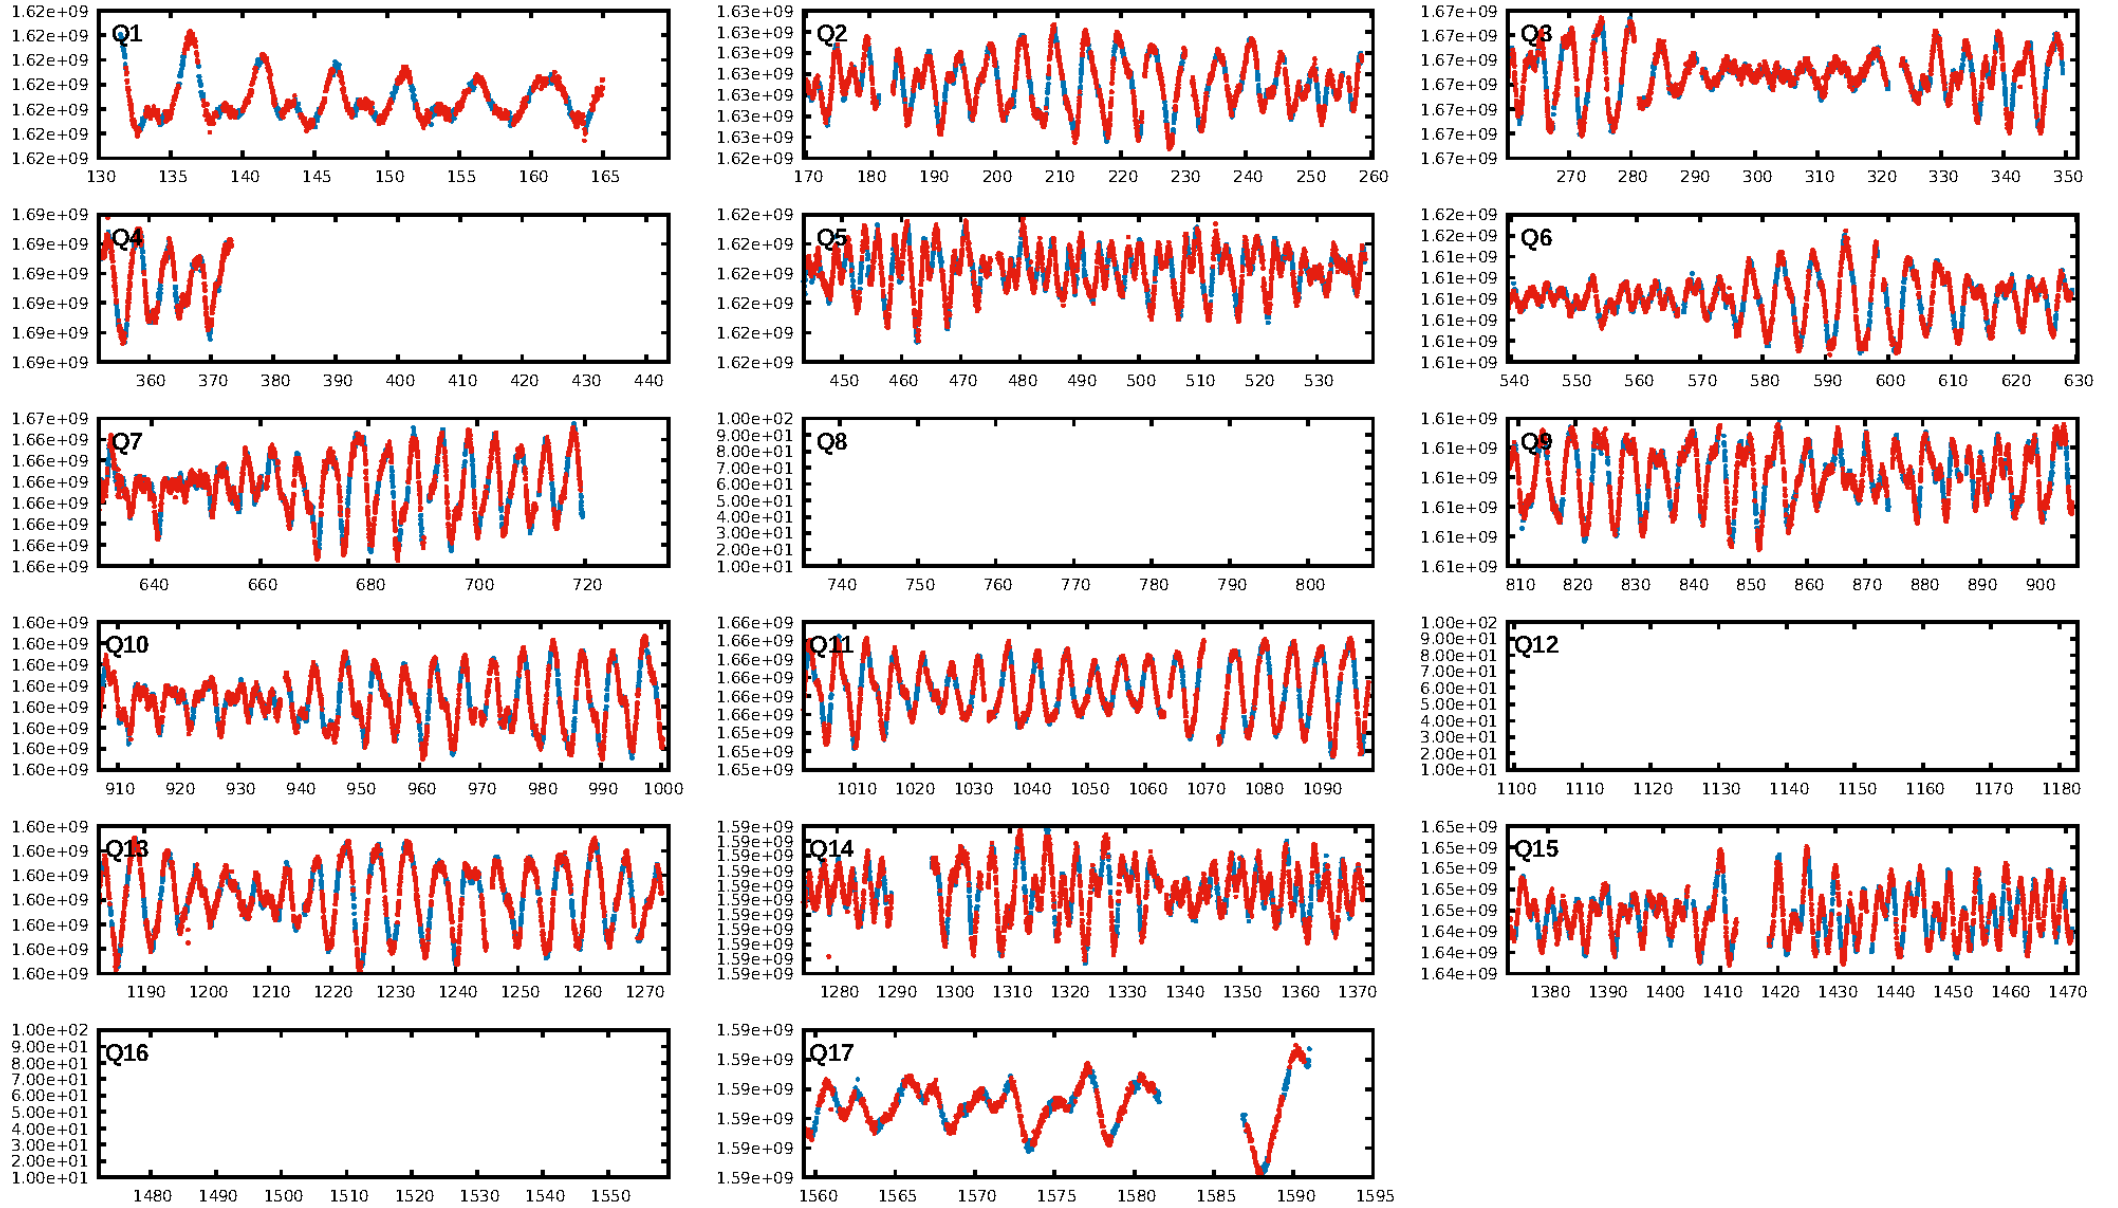 1.62e+09 1.62e+09 1.62e+09 1.62e+09 1.62e+09 1.62e+09 1.62e+09
Q1
130 135 140 145 150 155 160 165
1.63e+09 1.63e+09 1.63e+09 1.63e+09 1.63e+09 1.63e+09 1.63e+09 1.62e+09
Q2
170 180 190 200 210 220 230 240 250 260
1.67e+09 1.67e+09 1.67e+09 1.67e+09 1.67e+09 1.67e+09 1.67e+09
Q3
270 280 290 300 310 320 330 340 350
1.69e+09 1.69e+09 1.69e+09 1.69e+09 1.69e+09 1.69e+09
Q4
360 370 380 390 400 410 420 430 440
1.62e+09 1.62e+09 1.62e+09 1.62e+09 1.62e+09 1.62e+09
Q5
450 460 470 480 490 500 510 520 530
1.62e+09 1.62e+09 1.61e+09 1.61e+09 1.61e+09 1.61e+09 1.61e+09 1.61e+09
Q6
540 550 560 570 580 590 600 610 620 630
1.67e+09 1.66e+09 1.66e+09 1.66e+09 1.66e+09 1.66e+09 1.66e+09 1.66e+09
Q7
640 660 680 700 720
1.00e+02 9.00e+01 8.00e+01 7.00e+01 6.00e+01 5.00e+01 4.00e+01 3.00e+01 2.00e+01 1.00e+01
Q8
740 750 760 770 780 790 800
1.61e+09 1.61e+09 1.61e+09 1.61e+09 1.61e+09 1.61e+09
Q9
810 820 830 840 850 860 870 880 890 900
1.60e+09 1.60e+09 1.60e+09 1.60e+09 1.60e+09 1.60e+09 1.60e+09 1.60e+09
Q10
910 920 930 940 950 960 970 980 990 1000
1.66e+09 1.66e+09 1.66e+09 1.66e+09 1.66e+09 1.66e+09 1.65e+09 1.65e+09 1.65e+09
Q11
1010 1020 1030 1040 1050 1060 1070 1080 1090
1.00e+02 9.00e+01 8.00e+01 7.00e+01 6.00e+01 5.00e+01 4.00e+01 3.00e+01 2.00e+01 1.00e+01
Q12
1100 1110 1120 1130 1140 1150 1160 1170 1180
1.60e+09 1.60e+09 1.60e+09 1.60e+09 1.60e+09 1.60e+09 1.60e+09
Q13
1190 1200 1210 1220 1230 1240 1250 1260 1270
1.59e+09 1.59e+09 1.59e+09 1.59e+09 1.59e+09 1.59e+09 1.59e+09 1.59e+09 1.59e+09 1.59e+09 1.59e+09
Q14
1280 1290 1300 1310 1320 1330 1340 1350 1360 1370
1.65e+09 1.65e+09 1.65e+09 1.65e+09 1.65e+09 1.64e+09 1.64e+09 1.64e+09
Q15
1380 1390 1400 1410 1420 1430 1440 1450 1460 1470
1.00e+02 9.00e+01 8.00e+01 7.00e+01 6.00e+01 5.00e+01 4.00e+01 3.00e+01 2.00e+01 1.00e+01
Q16
1480 1490 1500 1510 1520 1530 1540 1550
1.59e+09 1.59e+09 1.59e+09 1.59e+09 1.59e+09 1.59e+09
Q17
1560 1565 1570 1575 1580 1585 1590 1595